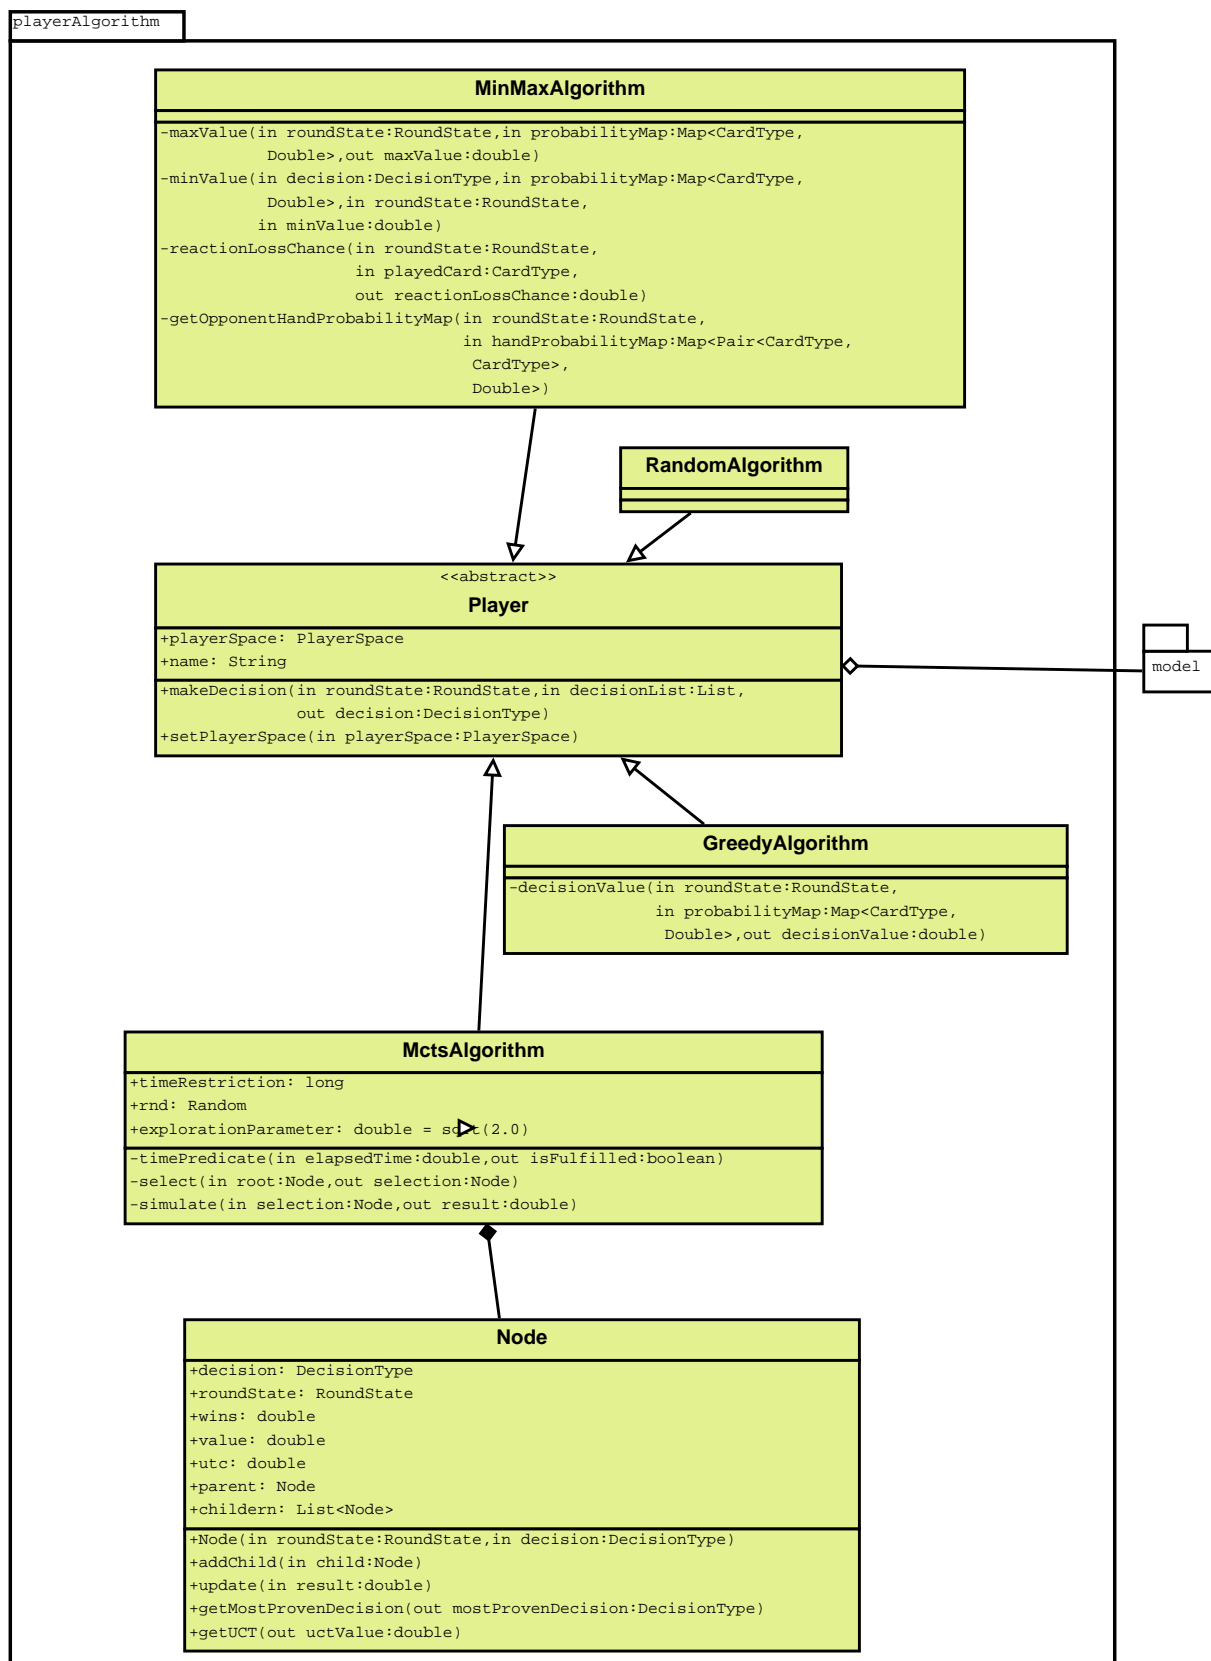 playerAlgorithm
MinMaxAlgorithm
-maxValue(in roundState:RoundState,in probabilityMap:Map<CardType,
Double>,out maxValue:double)
-minValue(in decision:DecisionType,in probabilityMap:Map<CardType,
Double>,in roundState:RoundState,
in minValue:double)
-reactionLossChance(in roundState:RoundState,
in playedCard:CardType,
out reactionLossChance:double)
-getOpponentHandProbabilityMap(in roundState:RoundState,
in handProbabilityMap:Map<Pair<CardType,
CardType>,
Double>)
RandomAlgorithm
<<abstract>>
Player
+playerSpace: PlayerSpace
+name: String
+makeDecision(in roundState:RoundState,in decisionList:List,
out decision:DecisionType)
+setPlayerSpace(in playerSpace:PlayerSpace)
model
GreedyAlgorithm
-decisionValue(in roundState:RoundState,
in probabilityMap:Map<CardType,
Double>,out decisionValue:double)
MctsAlgorithm
+timeRestriction: long
+rnd: Random
+explorationParameter: double = sqrt(2.0)
-timePredicate(in elapsedTime:double,out isFulfilled:boolean)
-select(in root:Node,out selection:Node)
-simulate(in selection:Node,out result:double)
Node
+decision: DecisionType
+roundState: RoundState
+wins: double
+value: double
+utc: double
+parent: Node
+childern: List<Node>
+Node(in roundState:RoundState,in decision:DecisionType)
+addChild(in child:Node)
+update(in result:double)
+getMostProvenDecision(out mostProvenDecision:DecisionType)
+getUCT(out uctValue:double)